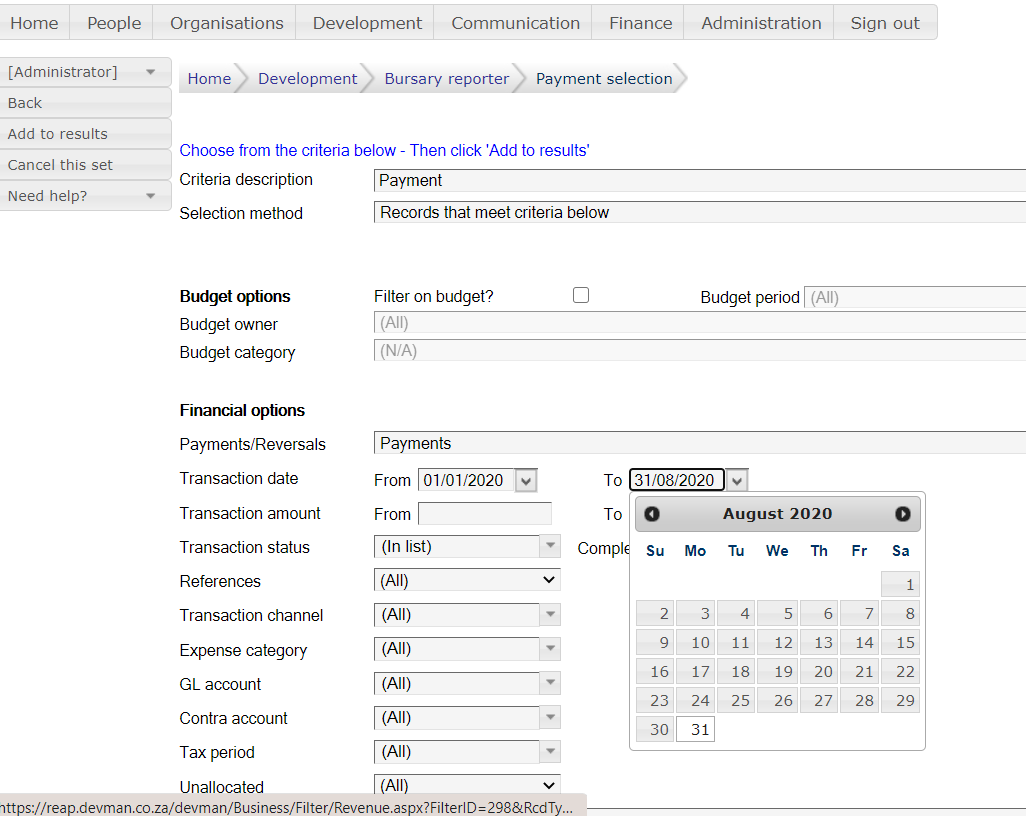 Home People Organisations Development Communication Finance Administration Sign out
[Administrator]
Back
Add to results
Cancel this set
Need help?
Home Development Bursary reporter Payment selection
Choose from the criteria below - Then click 'Add to results'
Criteria description Payment
Selection method Records that meet criteria below
Budget options Filter on budget? Budget period (All)
Budget owner (All)
Budget category (N/A)
Financial options
Payments/Reversals Payments
Transaction date From 01/01/2020 To 31/08/2020
Transaction amount From To
Transaction status (In list) Comple
References (All)
Transaction channel (All)
Expense category (All)
GL account (All)
Contra account (All)
Tax period (All)
Unallocated (All)
August 2020
Su Mo Tu We Th Fr Sa
1
2 3 4 5 6 7 8
9 10 11 12 13 14 15
16 17 18 19 20 21 22
23 24 25 26 27 28 29
30 31
https://reap.devman.co.za/devman/Business/Filter/Revenue.aspx?FilterID=298&RcdTy...